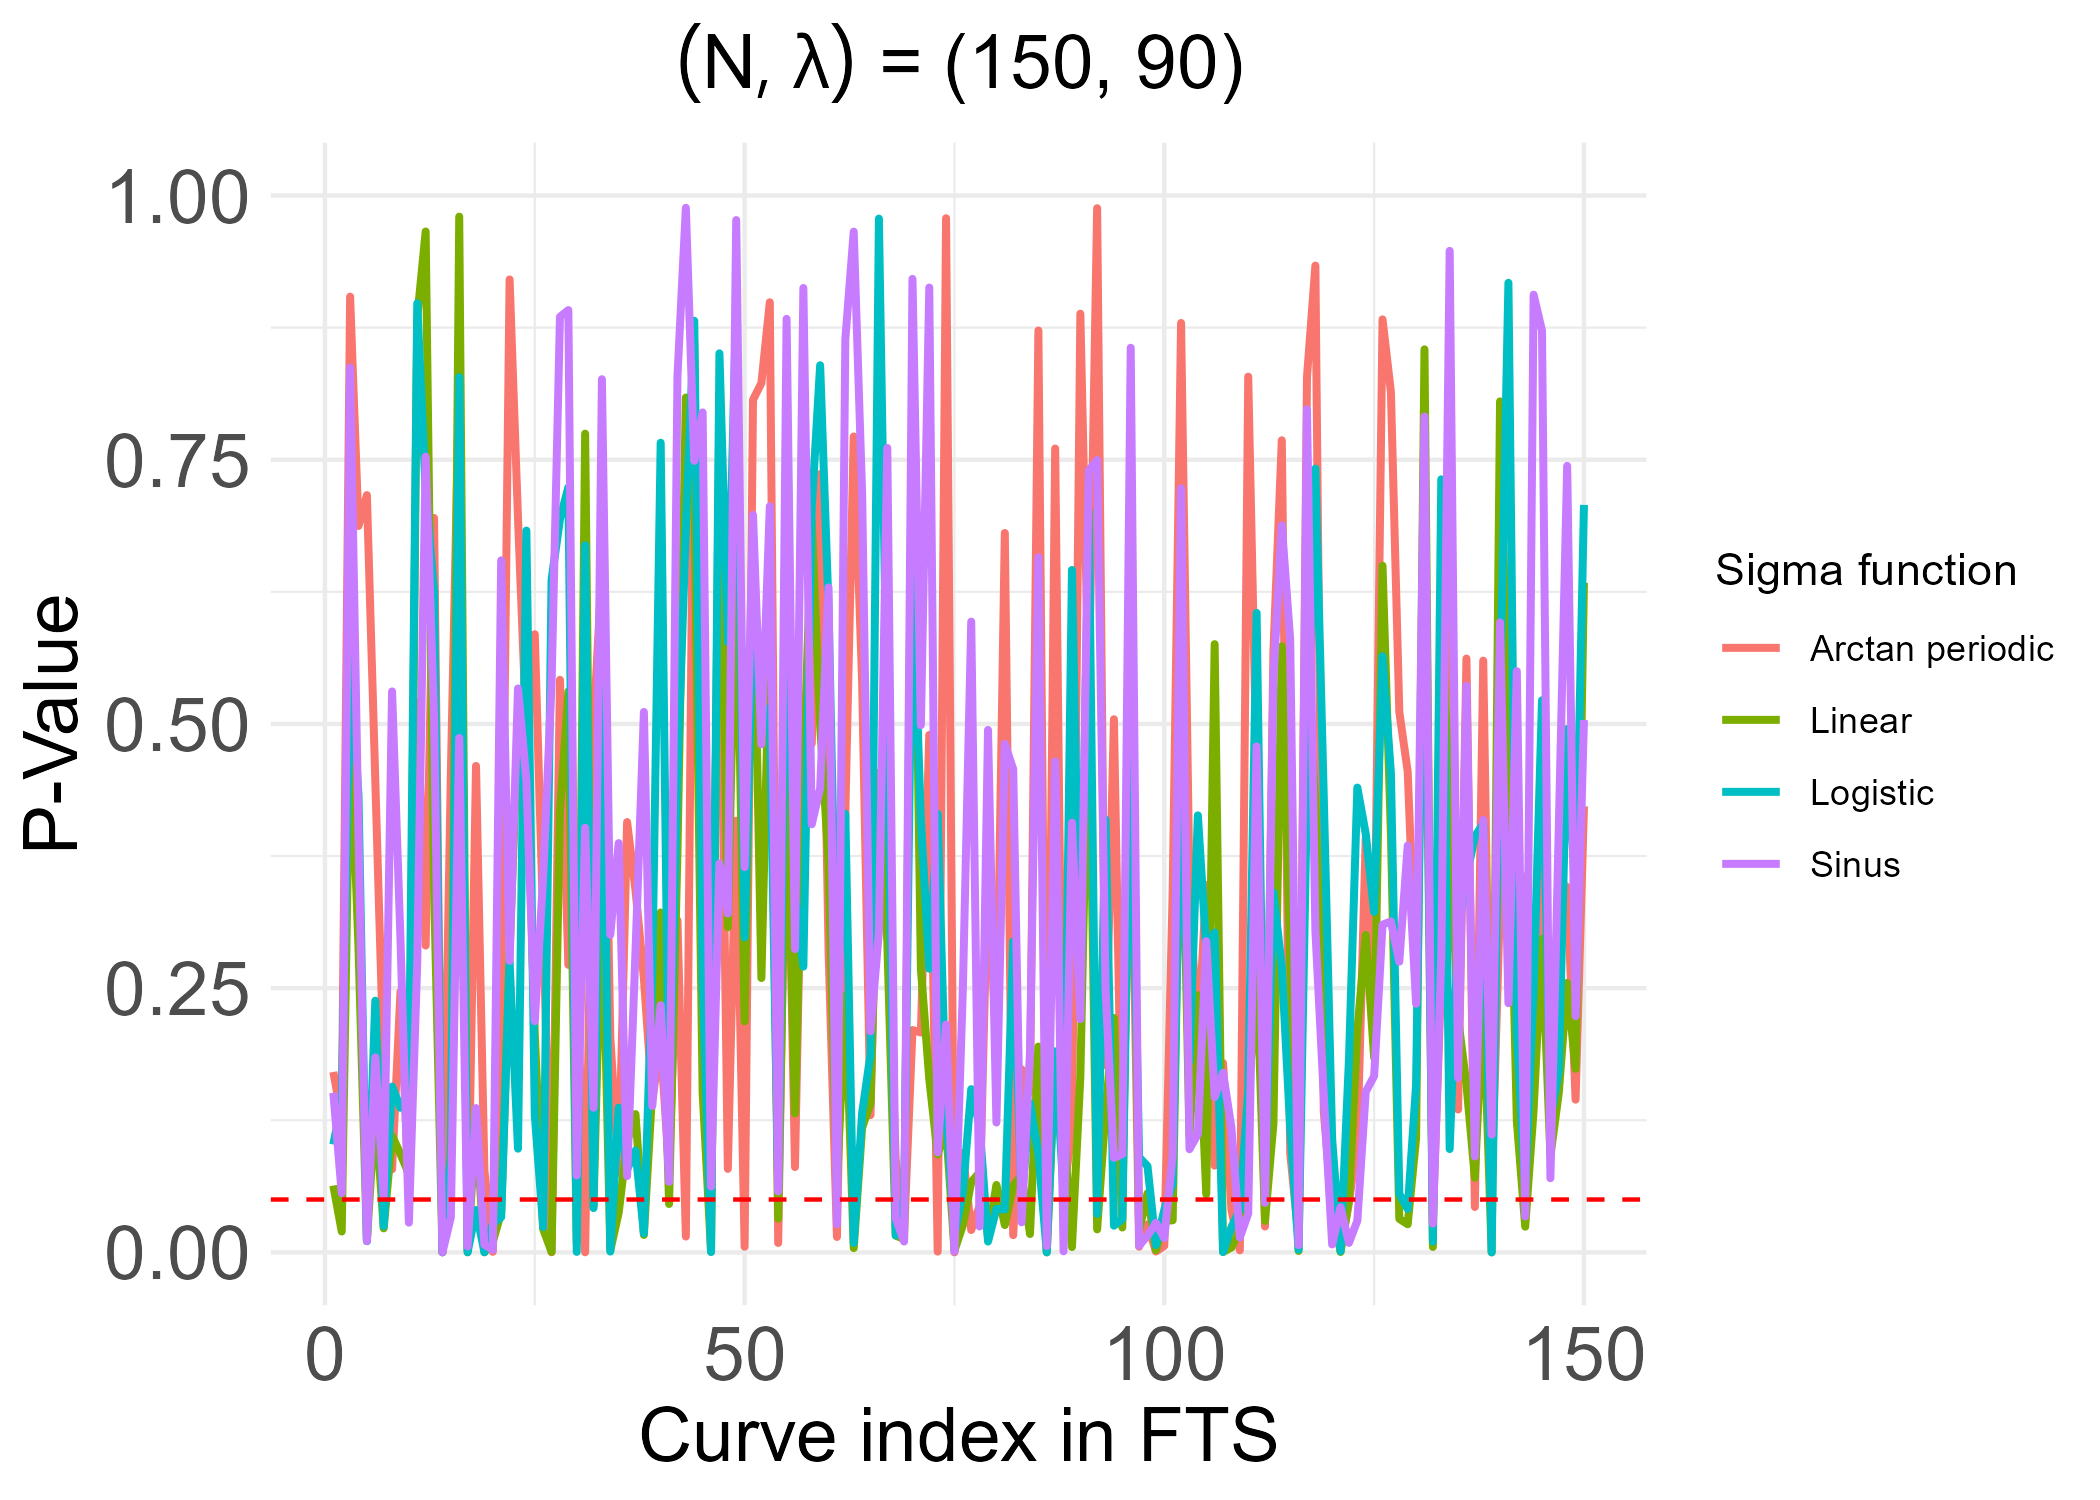 (N, λ) = (150, 90)
1.00
0.75
0.50
0.25
0.00
P-Value
0 50 100 150
Curve index in FTS
Sigma function
Arctan periodic
Linear
Logistic
Sinus